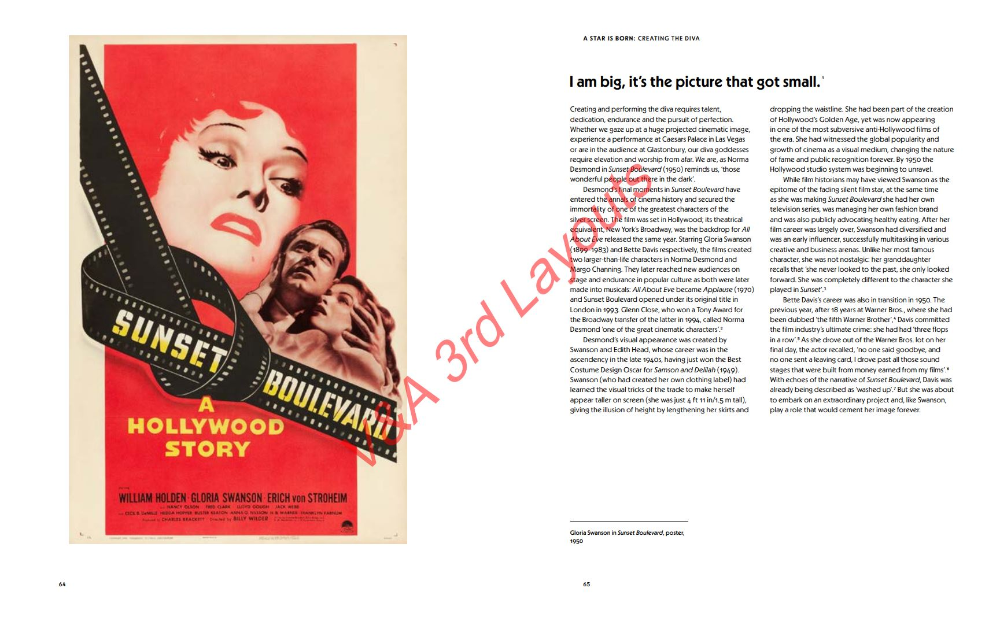 SUNSET
BOULEVARD
A
HOLLYWOOD
STORY
WILLIAM HOLDEN · GLORIA SWANSON · ERICH von STROHEIM
NANCY OLSON FRED CLARK LLOYD GOUGH JACK WEBB
CECIL B. DeMILLE HEDDA HOPPER BUSTER KEATON ANNA Q. NILSSON H. B. WARNER FRANKLYN FARNUM
Produced by CHARLES BRACKETT · Directed by BILLY WILDER
64
A STAR IS BORN: CREATING THE DIVA
I am big, it’s the picture that got small.¹
Creating and performing the diva requires talent,
dedication, endurance and the pursuit of perfection.
Whether we gaze up at a huge projected cinematic image,
experience a performance at Caesars Palace in Las Vegas
or are in the audience at Glastonbury, our diva goddesses
require elevation and worship from afar. We are, as Norma
Desmond in Sunset Boulevard (1950) reminds us, ‘those
wonderful people out there in the dark’.
Desmond’s final moments in Sunset Boulevard have
entered the annals of cinema history and secured the
immortality of one of the greatest characters of the
silver screen. The film was set in Hollywood; its theatrical
equivalent, New York’s Broadway, was the backdrop for All
About Eve released the same year. Starring Gloria Swanson
(1899–1983) and Bette Davis respectively, the films created
two larger-than-life characters in Norma Desmond and
Margo Channing. They later reached new audiences on
stage and endurance in popular culture as both were later
made into musicals: All About Eve became Applause (1970)
and Sunset Boulevard opened under its original title in
London in 1993. Glenn Close, who won a Tony Award for
the Broadway transfer of the latter in 1994, called Norma
Desmond ‘one of the great cinematic characters’.²
Desmond’s visual appearance was created by
Swanson and Edith Head, whose career was in the
ascendency in the late 1940s, having just won the Best
Costume Design Oscar for Samson and Delilah (1949).
Swanson (who had created her own clothing label) had
learned the visual tricks of the trade to make herself
appear taller on screen (she was just 4 ft 11 in/1.5 m tall),
giving the illusion of height by lengthening her skirts and
dropping the waistline. She had been part of the creation
of Hollywood’s Golden Age, yet was now appearing
in one of the most subversive anti-Hollywood films of
the era. She had witnessed the global popularity and
growth of cinema as a visual medium, changing the nature
of fame and public recognition forever. By 1950 the
Hollywood studio system was beginning to unravel.
While film historians may have viewed Swanson as the
epitome of the fading silent film star, at the same time
as she was making Sunset Boulevard she had her own
television series, was managing her own fashion brand
and was also publicly advocating healthy eating. After her
film career was largely over, Swanson had diversified and
was an early influencer, successfully multitasking in various
creative and business arenas. Unlike her most famous
character, she was not nostalgic: her granddaughter
recalls that ‘she never looked to the past, she only looked
forward. She was completely different to the character she
played in Sunset’.³
Bette Davis’s career was also in transition in 1950. The
previous year, after 18 years at Warner Bros., where she had
been dubbed ‘the fifth Warner Brother’,⁴ Davis committed
the film industry’s ultimate crime: she had had ‘three flops
in a row’.⁵ As she drove out of the Warner Bros. lot on her
final day, the actor recalled, ‘no one said goodbye, and
no one sent a leaving card, I drove past all those sound
stages that were built from money earned from my films’.⁶
With echoes of the narrative of Sunset Boulevard, Davis was
already being described as ‘washed up’.⁷ But she was about
to embark on an extraordinary project and, like Swanson,
play a role that would cement her image forever.
Gloria Swanson in Sunset Boulevard, poster,
1950
65
V&A 3rd Layouts